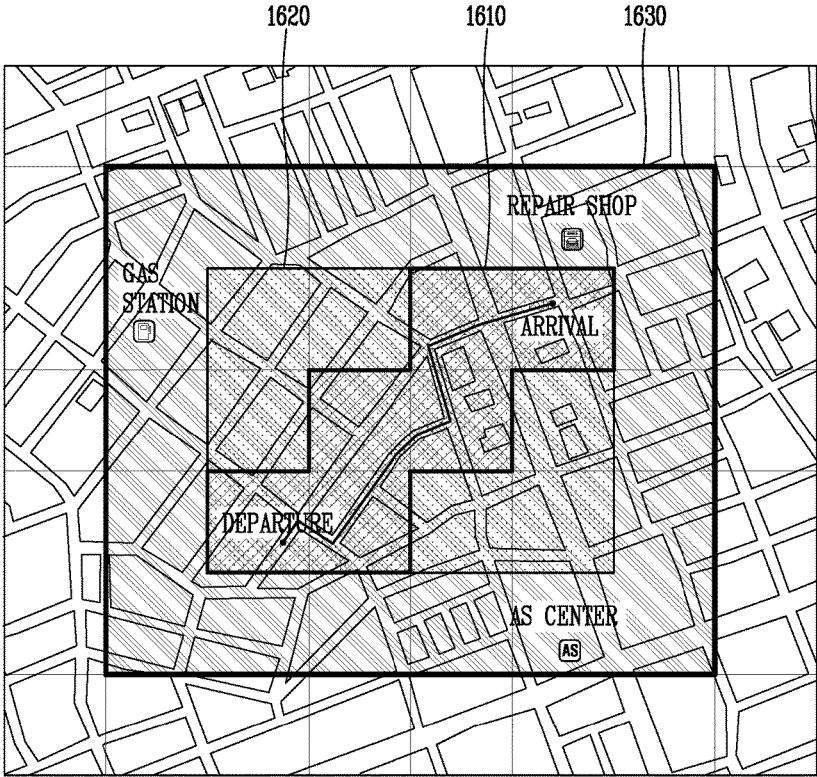 1620
1610
1630
REPAIR SHOP
GAS
STATION
ARRIVAL
DEPARTURE
AS CENTER
AS